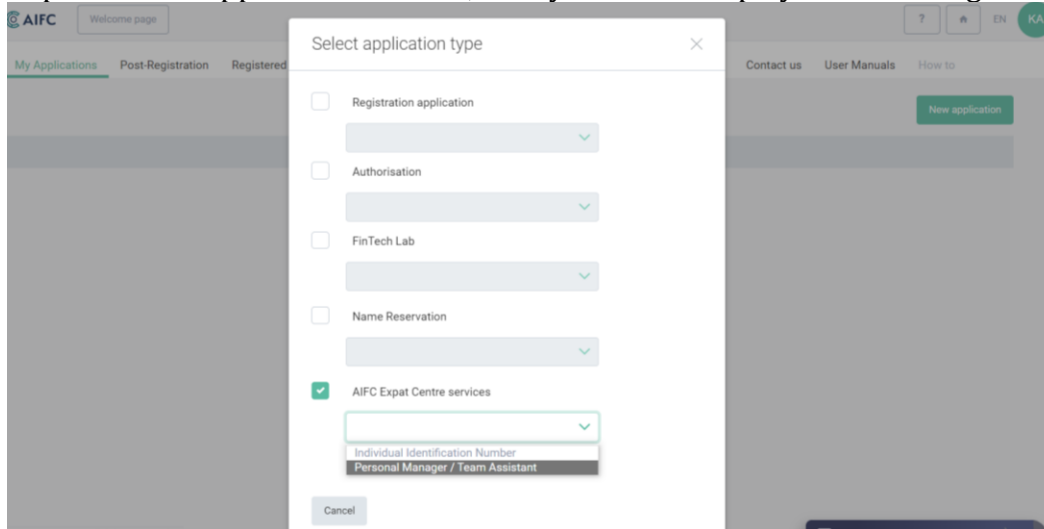 AIFC
Welcome page
?
EN
KA
Select application type
My Applications
Post-Registration
Registered
Contact us
User Manuals
How to
New application
Registration application
Authorisation
FinTech Lab
Name Reservation
AIFC Expat Centre services
Individual Identification Number
Personal Manager / Team Assistant
Cancel